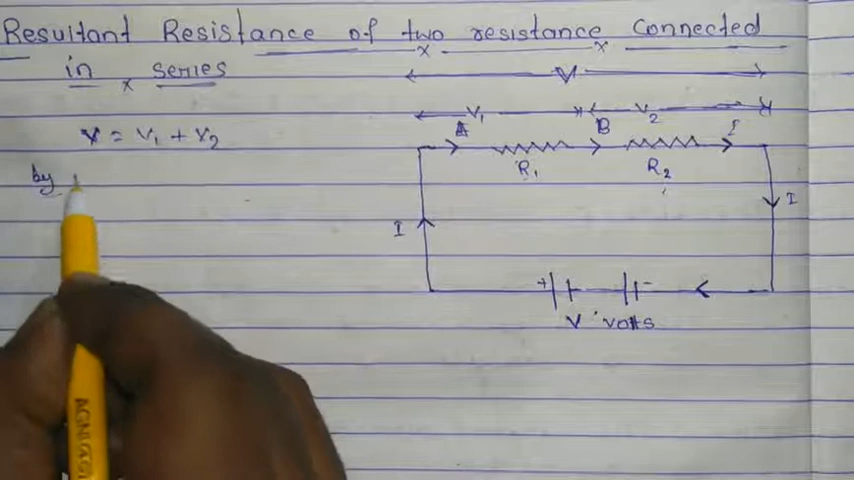 Resultant Resistance of two resistance Connected
in series
V
V₁ V₂
A B I
V = V₁ + V₂
R₁ R₂
by
I I
+ -
V volts